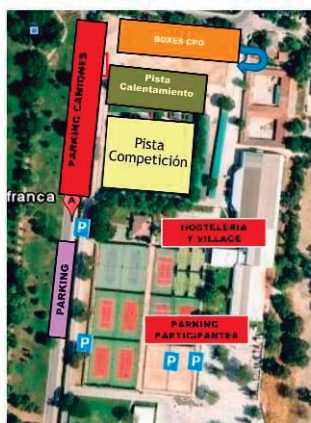 BOXES CPO
PARKING CAMIONES
Pista
Calentamiento
Pista
Competición
franca
A
P
HOSTELERIA
Y VILLAGE
PARKING
PARKING
PARTICIPANTES
P
P
P